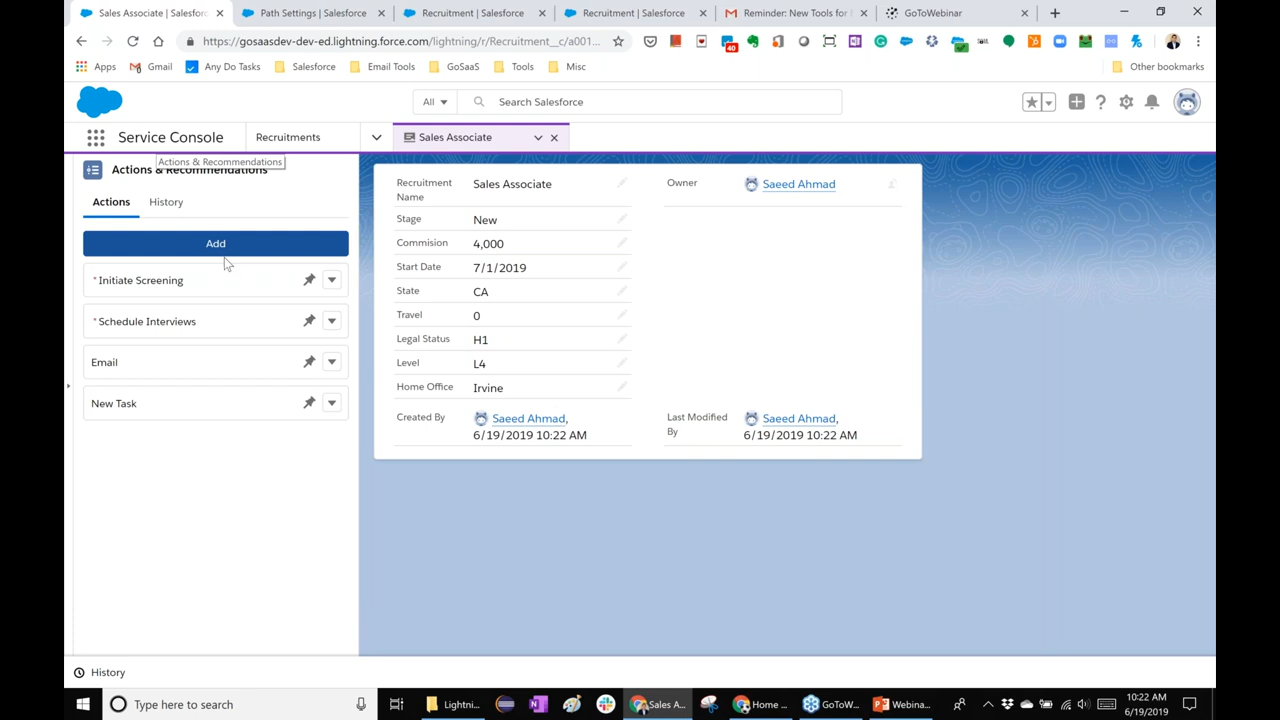 Sales Associate | Salesforc
Path Settings | Salesforce
Recruitment | Salesforce
Recruitment | Salesforce
Reminder: New Tools for
GoToWebinar
https://gosaasdev-dev-ed.lightning.force.com/lightning/r/Recruitment__c/a001...
40
Apps
Gmail
Any Do Tasks
Salesforce
Email Tools
GoSaaS
Tools
Misc
Other bookmarks
All
Search Salesforce
Service Console
Recruitments
Sales Associate
Actions & Recommendations
Actions & Recommendations
Actions
History
Add
* Initiate Screening
* Schedule Interviews
Email
New Task
Recruitment Name
Sales Associate
Owner
Saeed Ahmad
Stage
New
Commision
4,000
Start Date
7/1/2019
State
CA
Travel
0
Legal Status
H1
Level
L4
Home Office
Irvine
Created By
Saeed Ahmad,
6/19/2019 10:22 AM
Last Modified By
Saeed Ahmad,
6/19/2019 10:22 AM
History
Type here to search
Lightni...
Sales A...
Home ...
GoToW...
Webina...
10:22 AM
6/19/2019